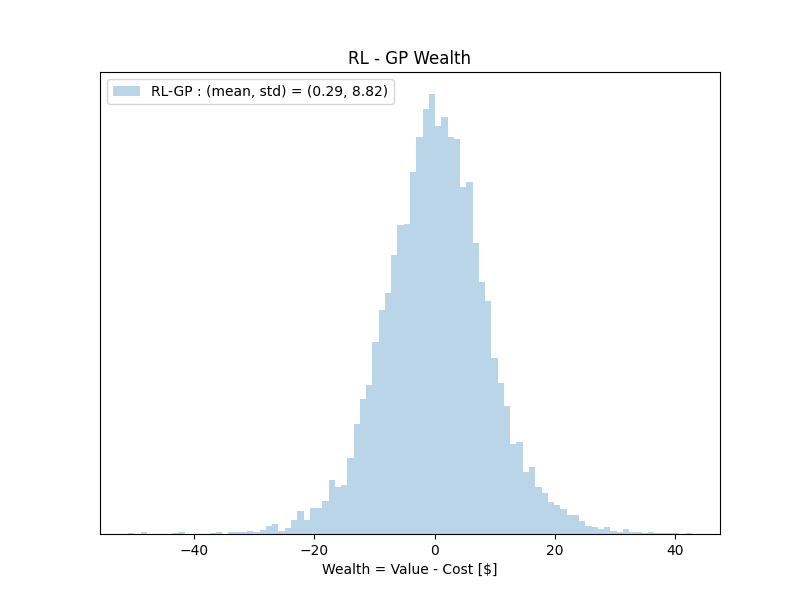 RL - GP Wealth
RL-GP : (mean, std) = (0.29, 8.82)
−40 −20 0 20 40
Wealth = Value - Cost [$]